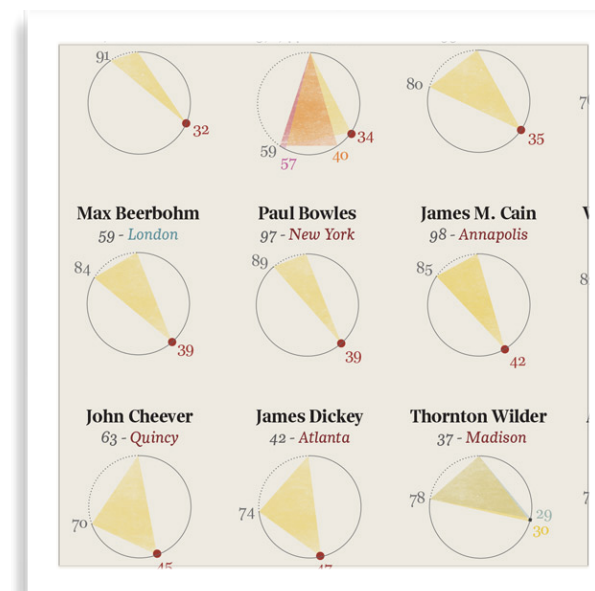 91
32
59
57
40
34
80
35
Max Beerbohm
59 - London
84
39
Paul Bowles
97 - New York
89
39
James M. Cain
98 - Annapolis
85
42
John Cheever
63 - Quincy
70
45
James Dickey
42 - Atlanta
74
47
Thornton Wilder
37 - Madison
78
29
30